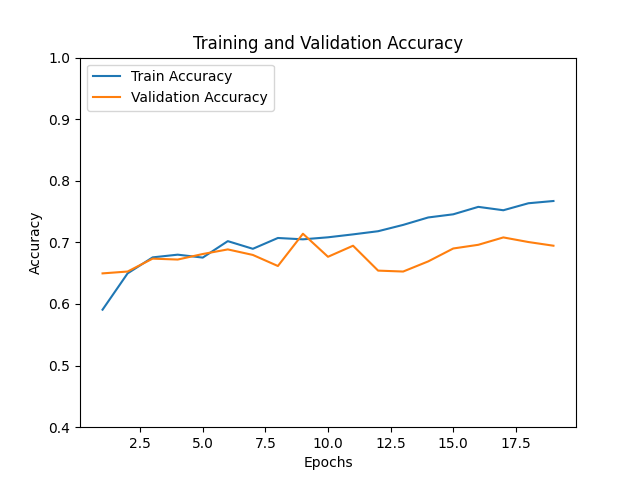 Training and Validation Accuracy
Train Accuracy
Validation Accuracy
1.0
0.9
0.8
0.7
0.6
0.5
0.4
Accuracy
2.5 5.0 7.5 10.0 12.5 15.0 17.5
Epochs